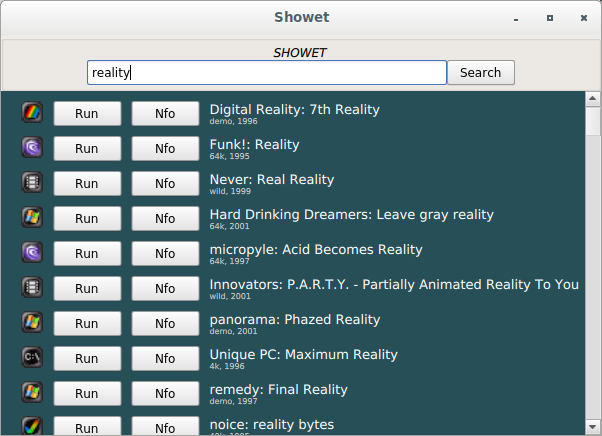 Showet
SHOWET
reality
Search
Run
Nfo
Digital Reality: 7th Reality
demo, 1996
Run
Nfo
Funk!: Reality
64k, 1995
Run
Nfo
Never: Real Reality
wild, 1999
Run
Nfo
Hard Drinking Dreamers: Leave gray reality
64k, 2001
Run
Nfo
micropyle: Acid Becomes Reality
64k, 1997
Run
Nfo
Innovators: P.A.R.T.Y. - Partially Animated Reality To You
wild, 2001
Run
Nfo
panorama: Phazed Reality
demo, 2001
C:\
Run
Nfo
Unique PC: Maximum Reality
4k, 1996
Run
Nfo
remedy: Final Reality
demo, 1997
Run
Nfo
noice: reality bytes